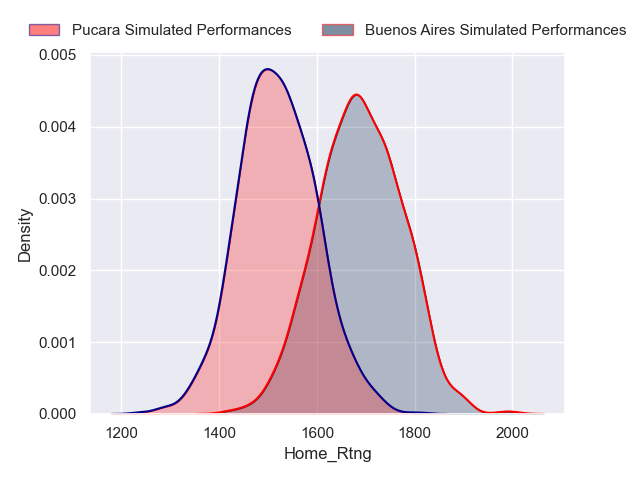 Pucara Simulated Performances Buenos Aires Simulated Performances
0.005
0.004
0.003
0.002
0.001
0.000
Density
1200 1400 1600 1800 2000
Home_Rtng